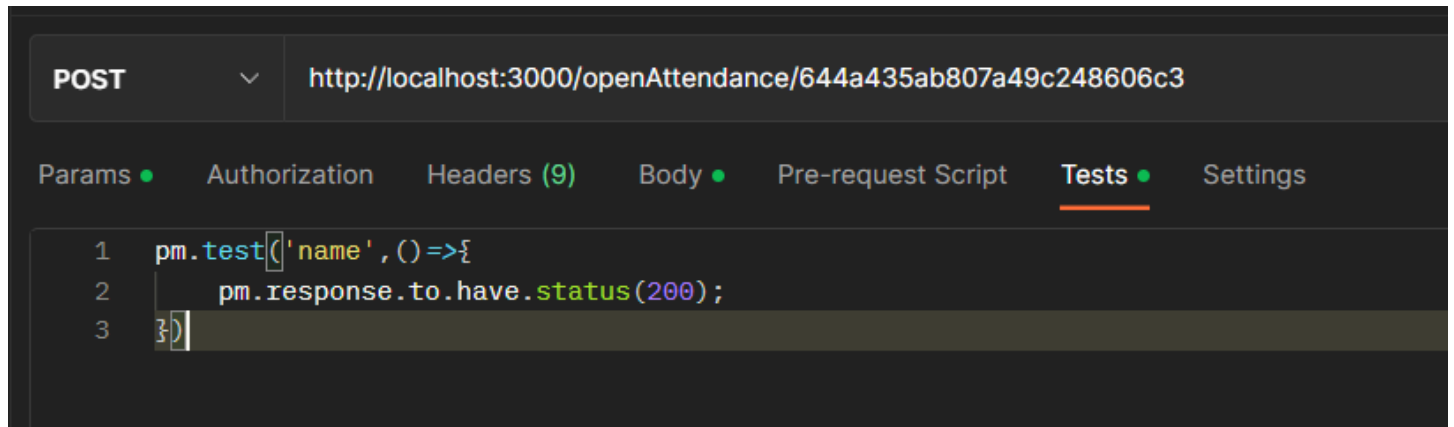 POST http://localhost:3000/openAttendance/644a435ab807a49c248606c3
Params Authorization Headers (9) Body Pre-request Script Tests Settings
1 pm.test('name',()=>{
2 pm.response.to.have.status(200);
3 })